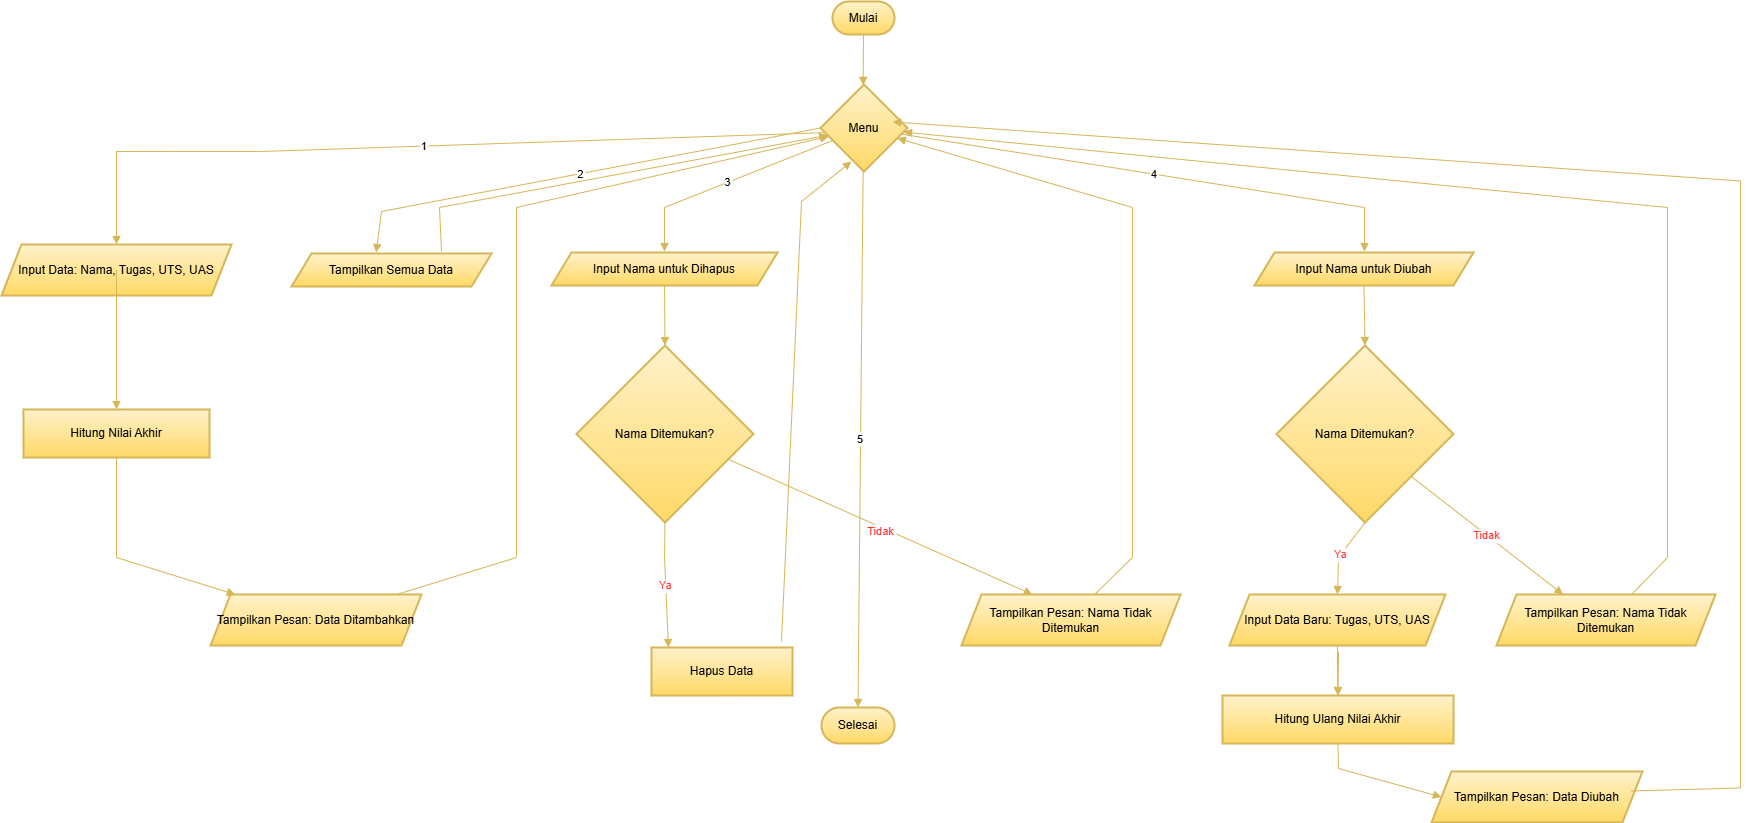 Mulai
Menu
1
2
3
4
Input Data: Nama, Tugas, UTS, UAS
Tampilkan Semua Data
Input Nama untuk Dihapus
Input Nama untuk Diubah
Hitung Nilai Akhir
Nama Ditemukan?
5
Nama Ditemukan?
Tidak
Tidak
Ya
Ya
Tampilkan Pesan: Data Ditambahkan
Tampilkan Pesan: Nama Tidak
Ditemukan
Input Data Baru: Tugas, UTS, UAS
Tampilkan Pesan: Nama Tidak
Ditemukan
Hapus Data
Selesai
Hitung Ulang Nilai Akhir
Tampilkan Pesan: Data Diubah